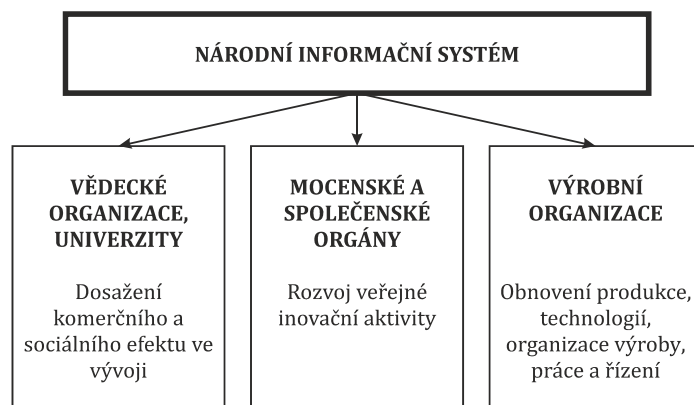 NÁRODNÍ INFORMAČNÍ SYSTÉM
VĚDECKÉ
ORGANIZACE,
UNIVERZITY
Dosažení
komerčního a
sociálního efektu ve
vývoji
MOCENSKÉ A
SPOLEČENSKÉ
ORGÁNY
Rozvoj veřejné
inovační aktivity
VÝROBNÍ
ORGANIZACE
Obnovení produkce,
technologií,
organizace výroby,
práce a řízení